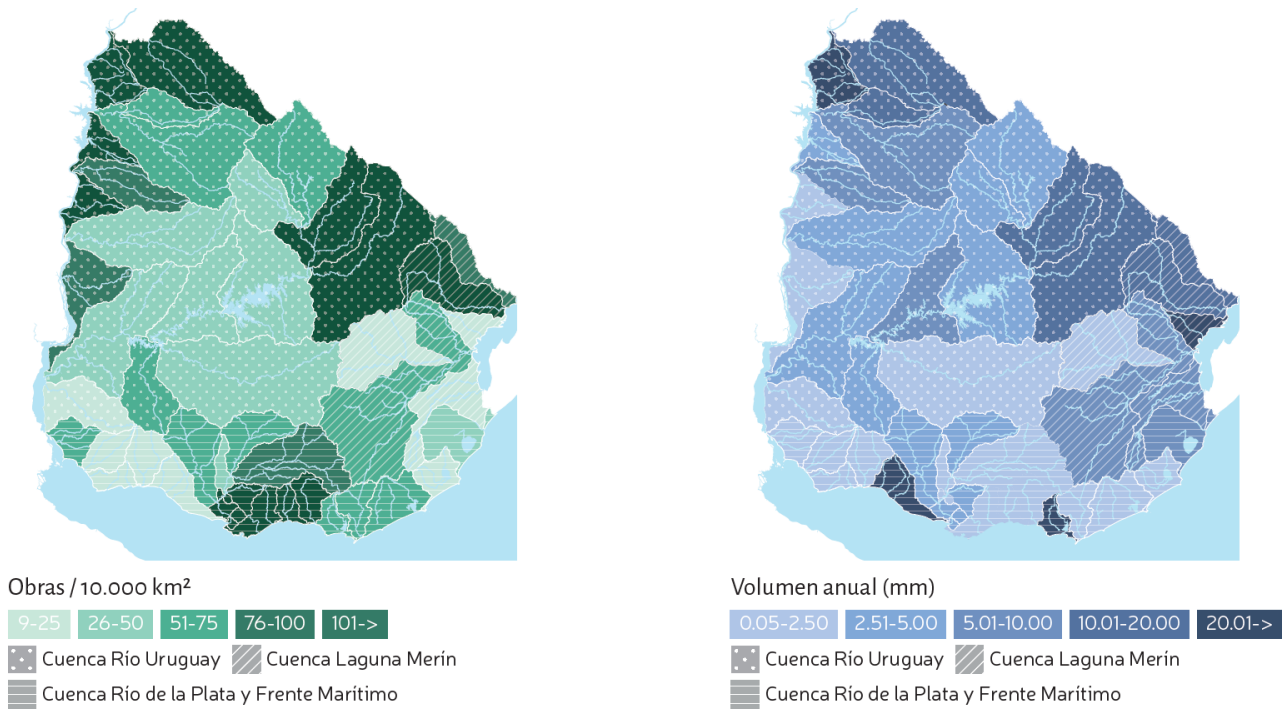 Obras / 10.000 km²
9-25 26-50 51-75 76-100 101->
Cuenca Río Uruguay Cuenca Laguna Merín
Cuenca Río de la Plata y Frente Marítimo
Volumen anual (mm)
0.05-2.50 2.51-5.00 5.01-10.00 10.01-20.00 20.01->
Cuenca Río Uruguay Cuenca Laguna Merín
Cuenca Río de la Plata y Frente Marítimo